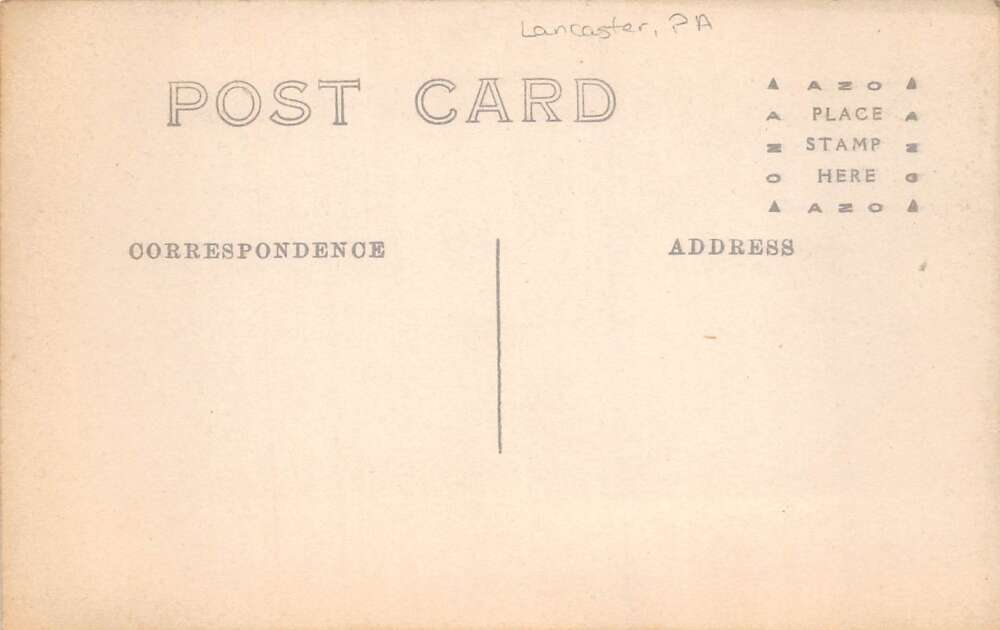 Lancaster, PA
POST CARD
▲ AZO ▲
A PLACE A
Z STAMP Z
O HERE O
▲ AZO ▲
CORRESPONDENCE
ADDRESS